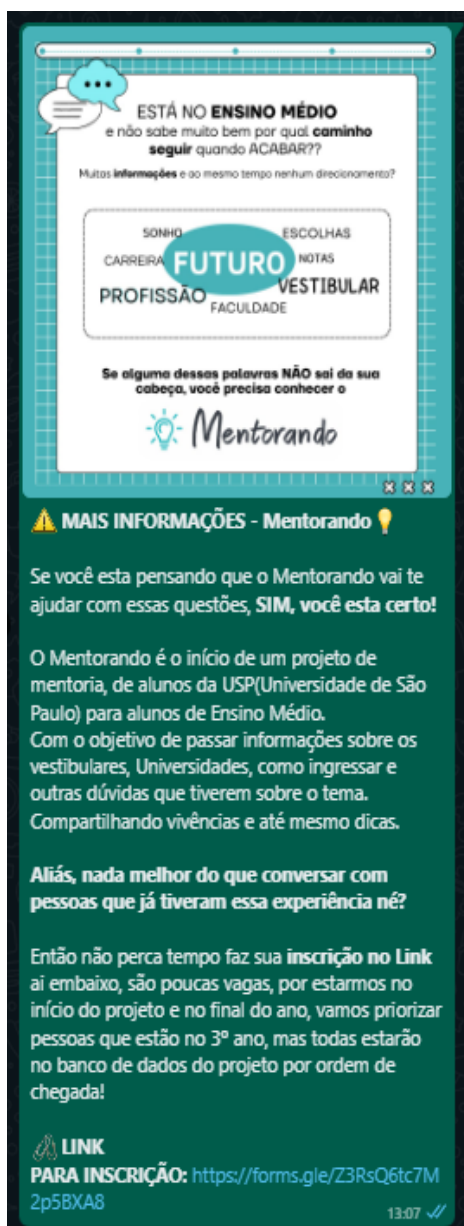 ESTÁ NO ENSINO MÉDIO
e não sabe muito bem por qual caminho
seguir quando ACABAR??
Muitas informações e ao mesmo tempo nenhum direcionamento?
SONHO
ESCOLHAS
CARREIRA
FUTURO
NOTAS
PROFISSÃO
VESTIBULAR
FACULDADE
Se alguma dessas palavras NÃO sai da sua
cabeça, você precisa conhecer o
Mentorando
⚠️ MAIS INFORMAÇÕES - Mentorando 💡
Se você esta pensando que o Mentorando vai te
ajudar com essas questões, SIM, você esta certo!
O Mentorando é o início de um projeto de
mentoria, de alunos da USP(Universidade de São
Paulo) para alunos de Ensino Médio.
Com o objetivo de passar informações sobre os
vestibulares, Universidades, como ingressar e
outras dúvidas que tiverem sobre o tema.
Compartilhando vivências e até mesmo dicas.
Aliás, nada melhor do que conversar com
pessoas que já tiveram essa experiência né?
Então não perca tempo faz sua inscrição no Link
ai embaixo, são poucas vagas, por estarmos no
início do projeto e no final do ano, vamos priorizar
pessoas que estão no 3º ano, mas todas estarão
no banco de dados do projeto por ordem de
chegada!
🖇️ LINK
PARA INSCRIÇÃO: https://forms.gle/Z3RsQ6tc7M
2p5BXA8
13:07